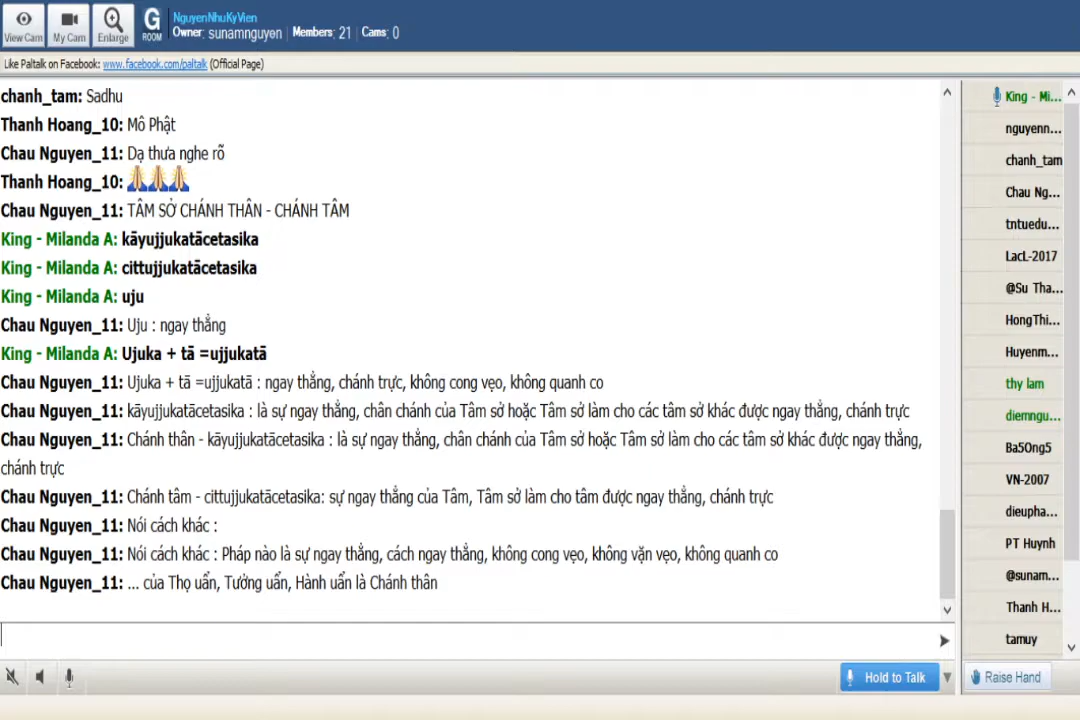 View Cam
My Cam
Enlarge
G
ROOM
NguyenNhuKyVien
Owner: sunamnguyen | Members: 21 | Cams: 0
Like Paltalk on Facebook: www.facebook.com/paltalk (Official Page)
chanh_tam: Sadhu
Thanh Hoang_10: Mô Phật
Chau Nguyen_11: Dạ thưa nghe rõ
Thanh Hoang_10:
Chau Nguyen_11: TÂM SỞ CHÁNH THÂN - CHÁNH TÂM
King - Milanda A: kāyujjukatācetasika
King - Milanda A: cittujjukatācetasika
King - Milanda A: uju
Chau Nguyen_11: Uju : ngay thẳng
King - Milanda A: Ujuka + tā =ujjukatā
Chau Nguyen_11: Ujuka + tā =ujjukatā : ngay thẳng, chánh trực, không cong vẹo, không quanh co
Chau Nguyen_11: kāyujjukatācetasika : là sự ngay thẳng, chân chánh của Tâm sở hoặc Tâm sở làm cho các tâm sở khác được ngay thẳng, chánh trực
Chau Nguyen_11: Chánh thân - kāyujjukatācetasika : là sự ngay thẳng, chân chánh của Tâm sở hoặc Tâm sở làm cho các tâm sở khác được ngay thẳng,
chánh trực
Chau Nguyen_11: Chánh tâm - cittujjukatācetasika: sự ngay thẳng của Tâm, Tâm sở làm cho tâm được ngay thẳng, chánh trực
Chau Nguyen_11: Nói cách khác :
Chau Nguyen_11: Nói cách khác : Pháp nào là sự ngay thẳng, cách ngay thẳng, không cong vẹo, không vặn vẹo, không quanh co
Chau Nguyen_11: ... của Thọ uẩn, Tưởng uẩn, Hành uẩn là Chánh thân
King - Mi...
nguyenn...
chanh_tam
Chau Ng...
tntuedu...
LacL-2017
@Su Tha...
HongThi...
Huyenm...
thy lam
diemngu...
Ba5Ong5
VN-2007
dieupha...
PT Huynh
@sunam...
Thanh H...
tamuy
Hold to Talk
Raise Hand